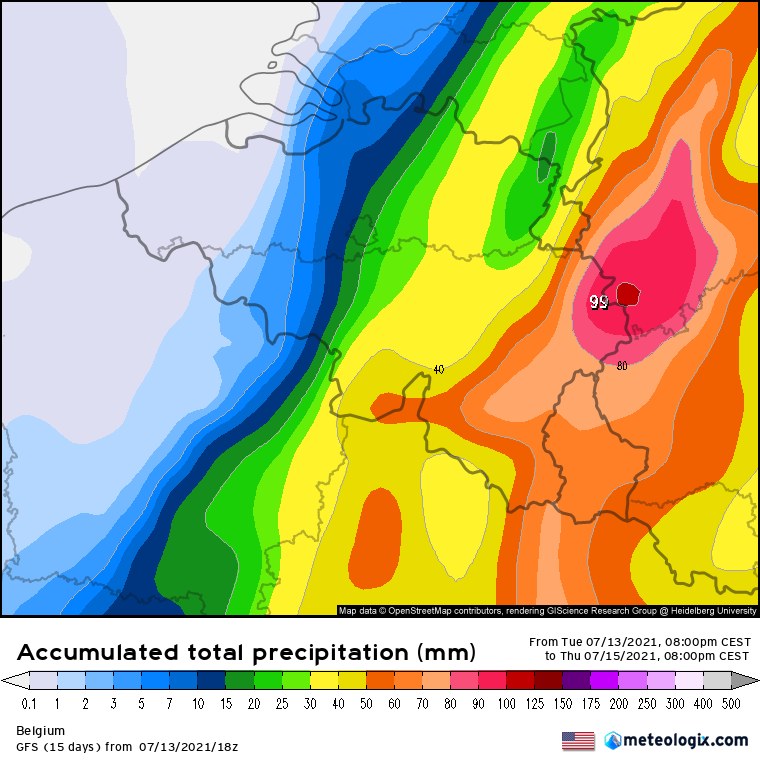 99
80
40
Map data © OpenStreetMap contributors, rendering GIScience Research Group @ Heidelberg University
Accumulated total precipitation (mm)
From Tue 07/13/2021, 08:00pm CEST
to Thu 07/15/2021, 08:00pm CEST
0.1 1 2 3 5 7 10 15 20 25 30 40 50 60 70 80 90 100 125 150 175 200 250 300 400 500
Belgium
GFS (15 days) from 07/13/2021/18z
meteologix.com